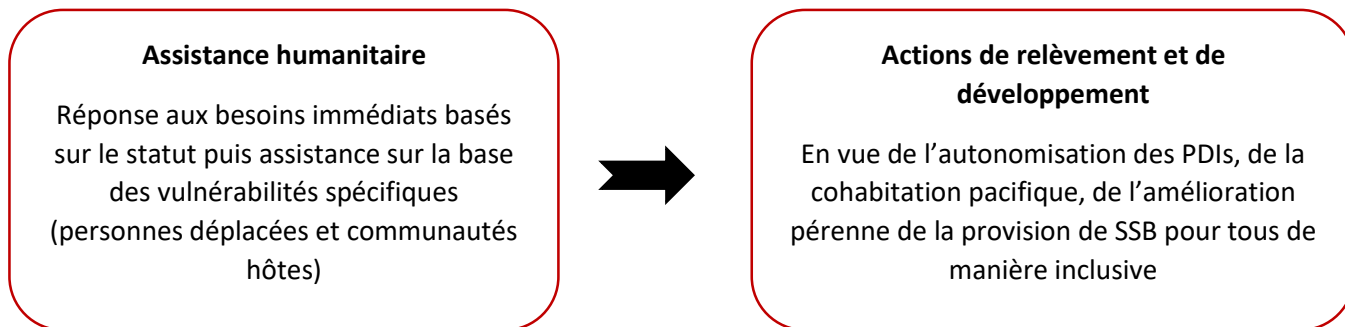 Assistance humanitaire
Réponse aux besoins immédiats basés
sur le statut puis assistance sur la base
des vulnérabilités spécifiques
(personnes déplacées et communautés
hôtes)
Actions de relèvement et de
développement
En vue de l’autonomisation des PDIs, de la
cohabitation pacifique, de l’amélioration
pérenne de la provision de SSB pour tous de
manière inclusive